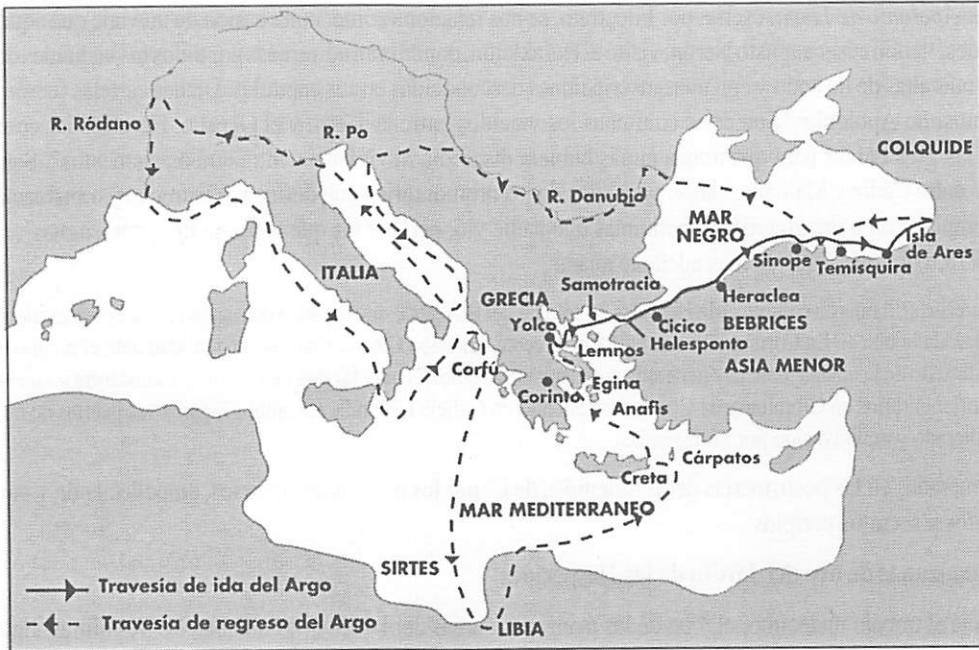 R. Ródano
R. Po
COLQUIDE
R. Danubio
MAR
NEGRO
Isla
de Ares
Sinope
Temisquira
ITALIA
Samotracia
Heraclea
GRECIA
Cicico
BEBRICES
Yolco
Helesponto
Lemnos
Corfú
ASIA MENOR
Egina
Corinto
Anafis
Cárpatos
Creta
MAR MEDITERRANEO
SIRTES
Travesía de ida del Argo
Travesía de regreso del Argo
LIBIA